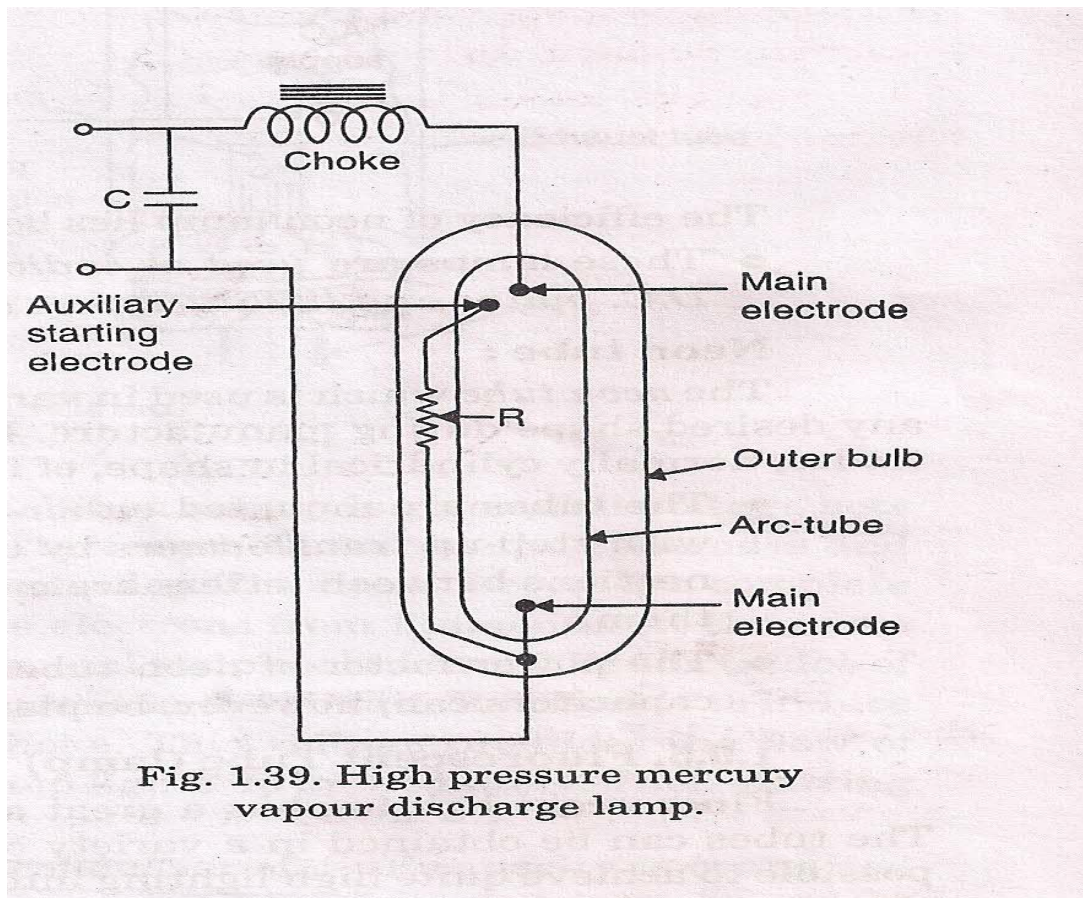 Choke
C
Auxiliary
starting
electrode
Main
electrode
R
Outer bulb
Arc-tube
Main
electrode
Fig. 1.39. High pressure mercury
vapour discharge lamp.